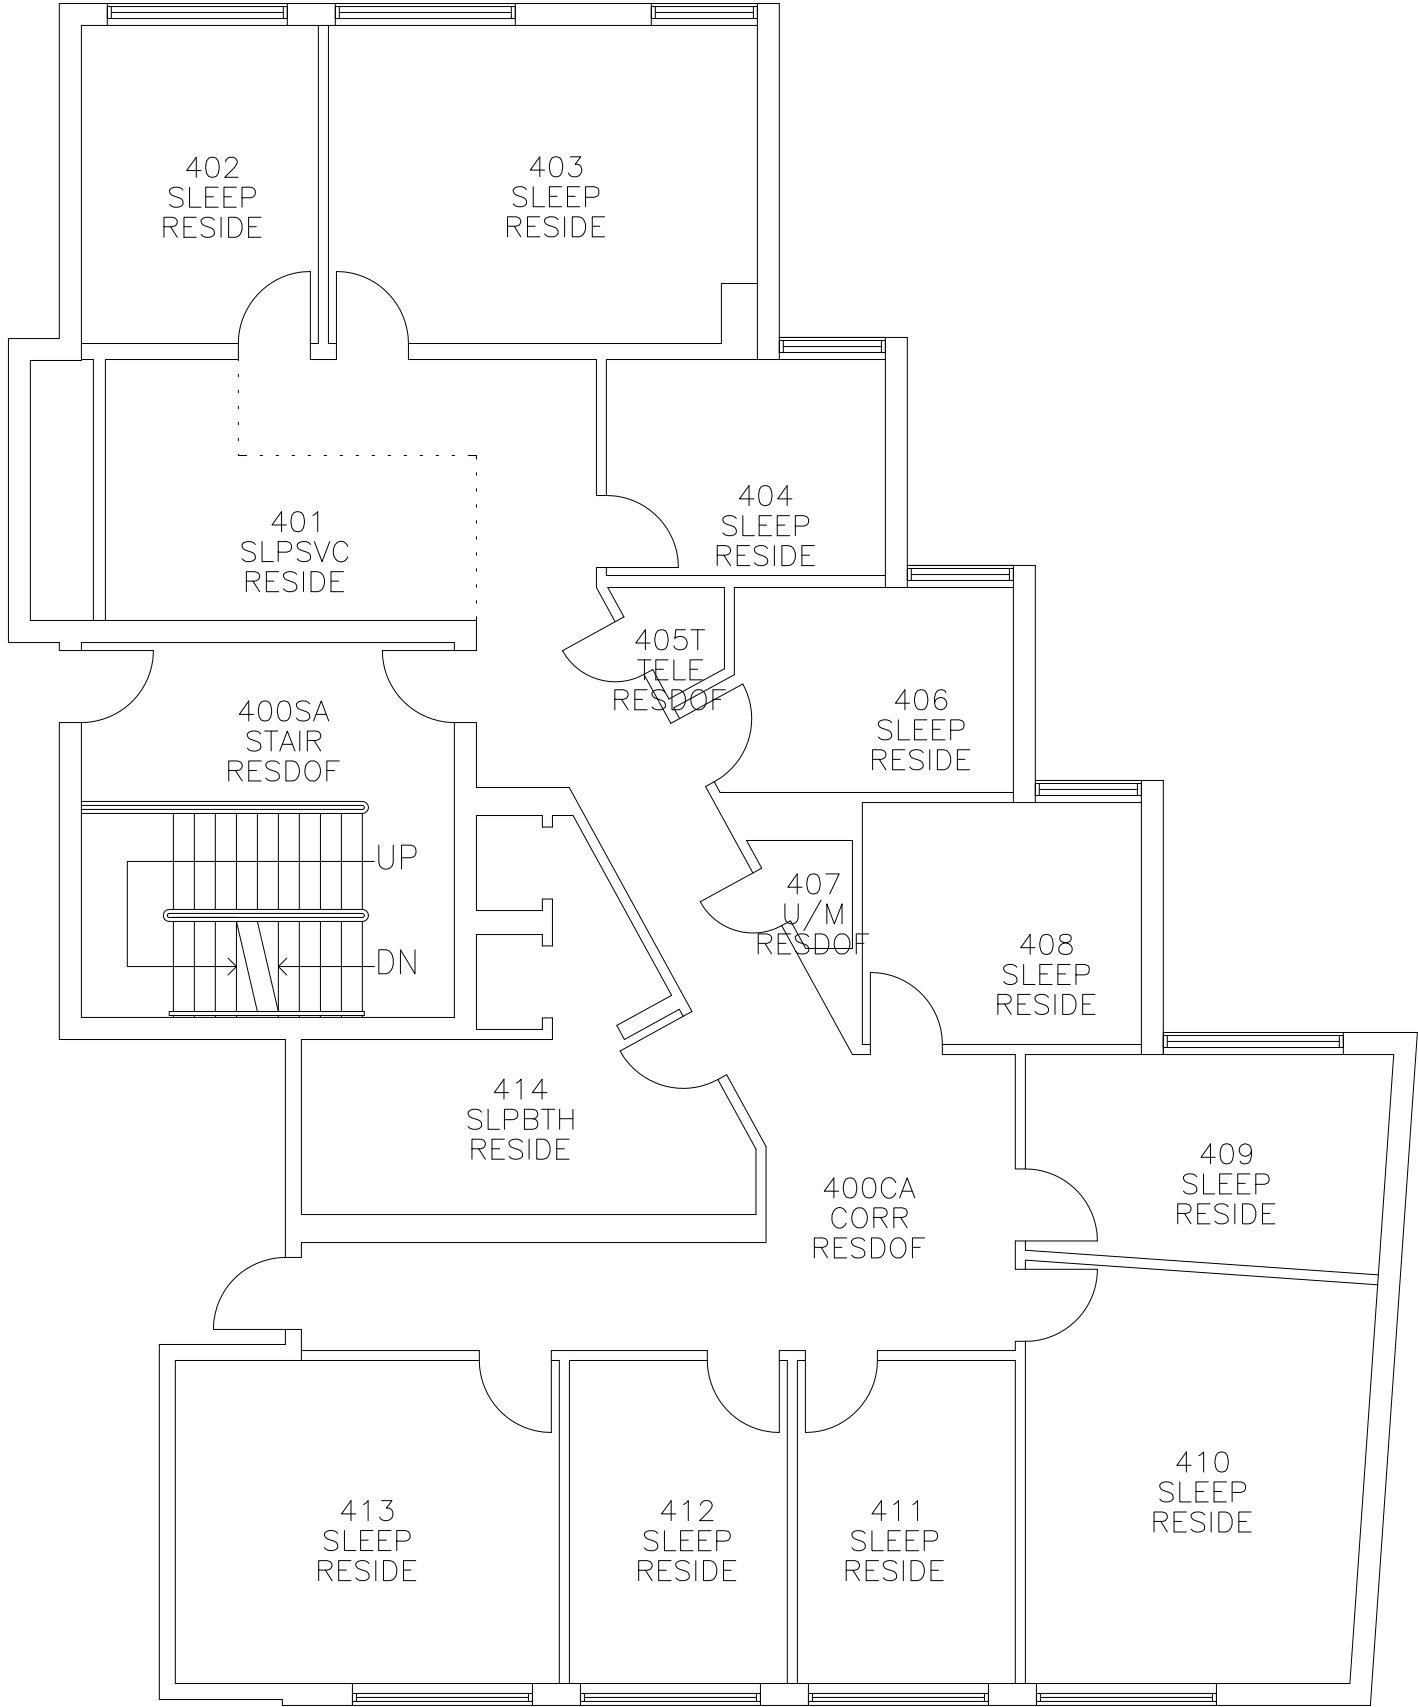 402
SLEEP
RESIDE
403
SLEEP
RESIDE
404
SLEEP
RESIDE
401
SLPSVC
RESIDE
405T
TELE
RESDOF
406
SLEEP
RESIDE
400SA
STAIR
RESDOF
UP
DN
407
U/M
RESDOF
408
SLEEP
RESIDE
414
SLPBTH
RESIDE
409
SLEEP
RESIDE
400CA
CORR
RESDOF
410
SLEEP
RESIDE
413
SLEEP
RESIDE
412
SLEEP
RESIDE
411
SLEEP
RESIDE